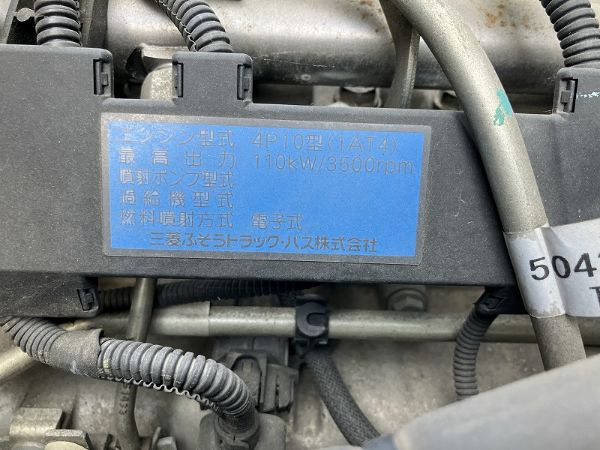 エンジン型式 4P10型(1AT4)
最高出力 110kW/3500rpm
噴射ポンプ型式
過給機型式
燃料噴射方式 電子式
三菱ふそうトラック・バス株式会社
504